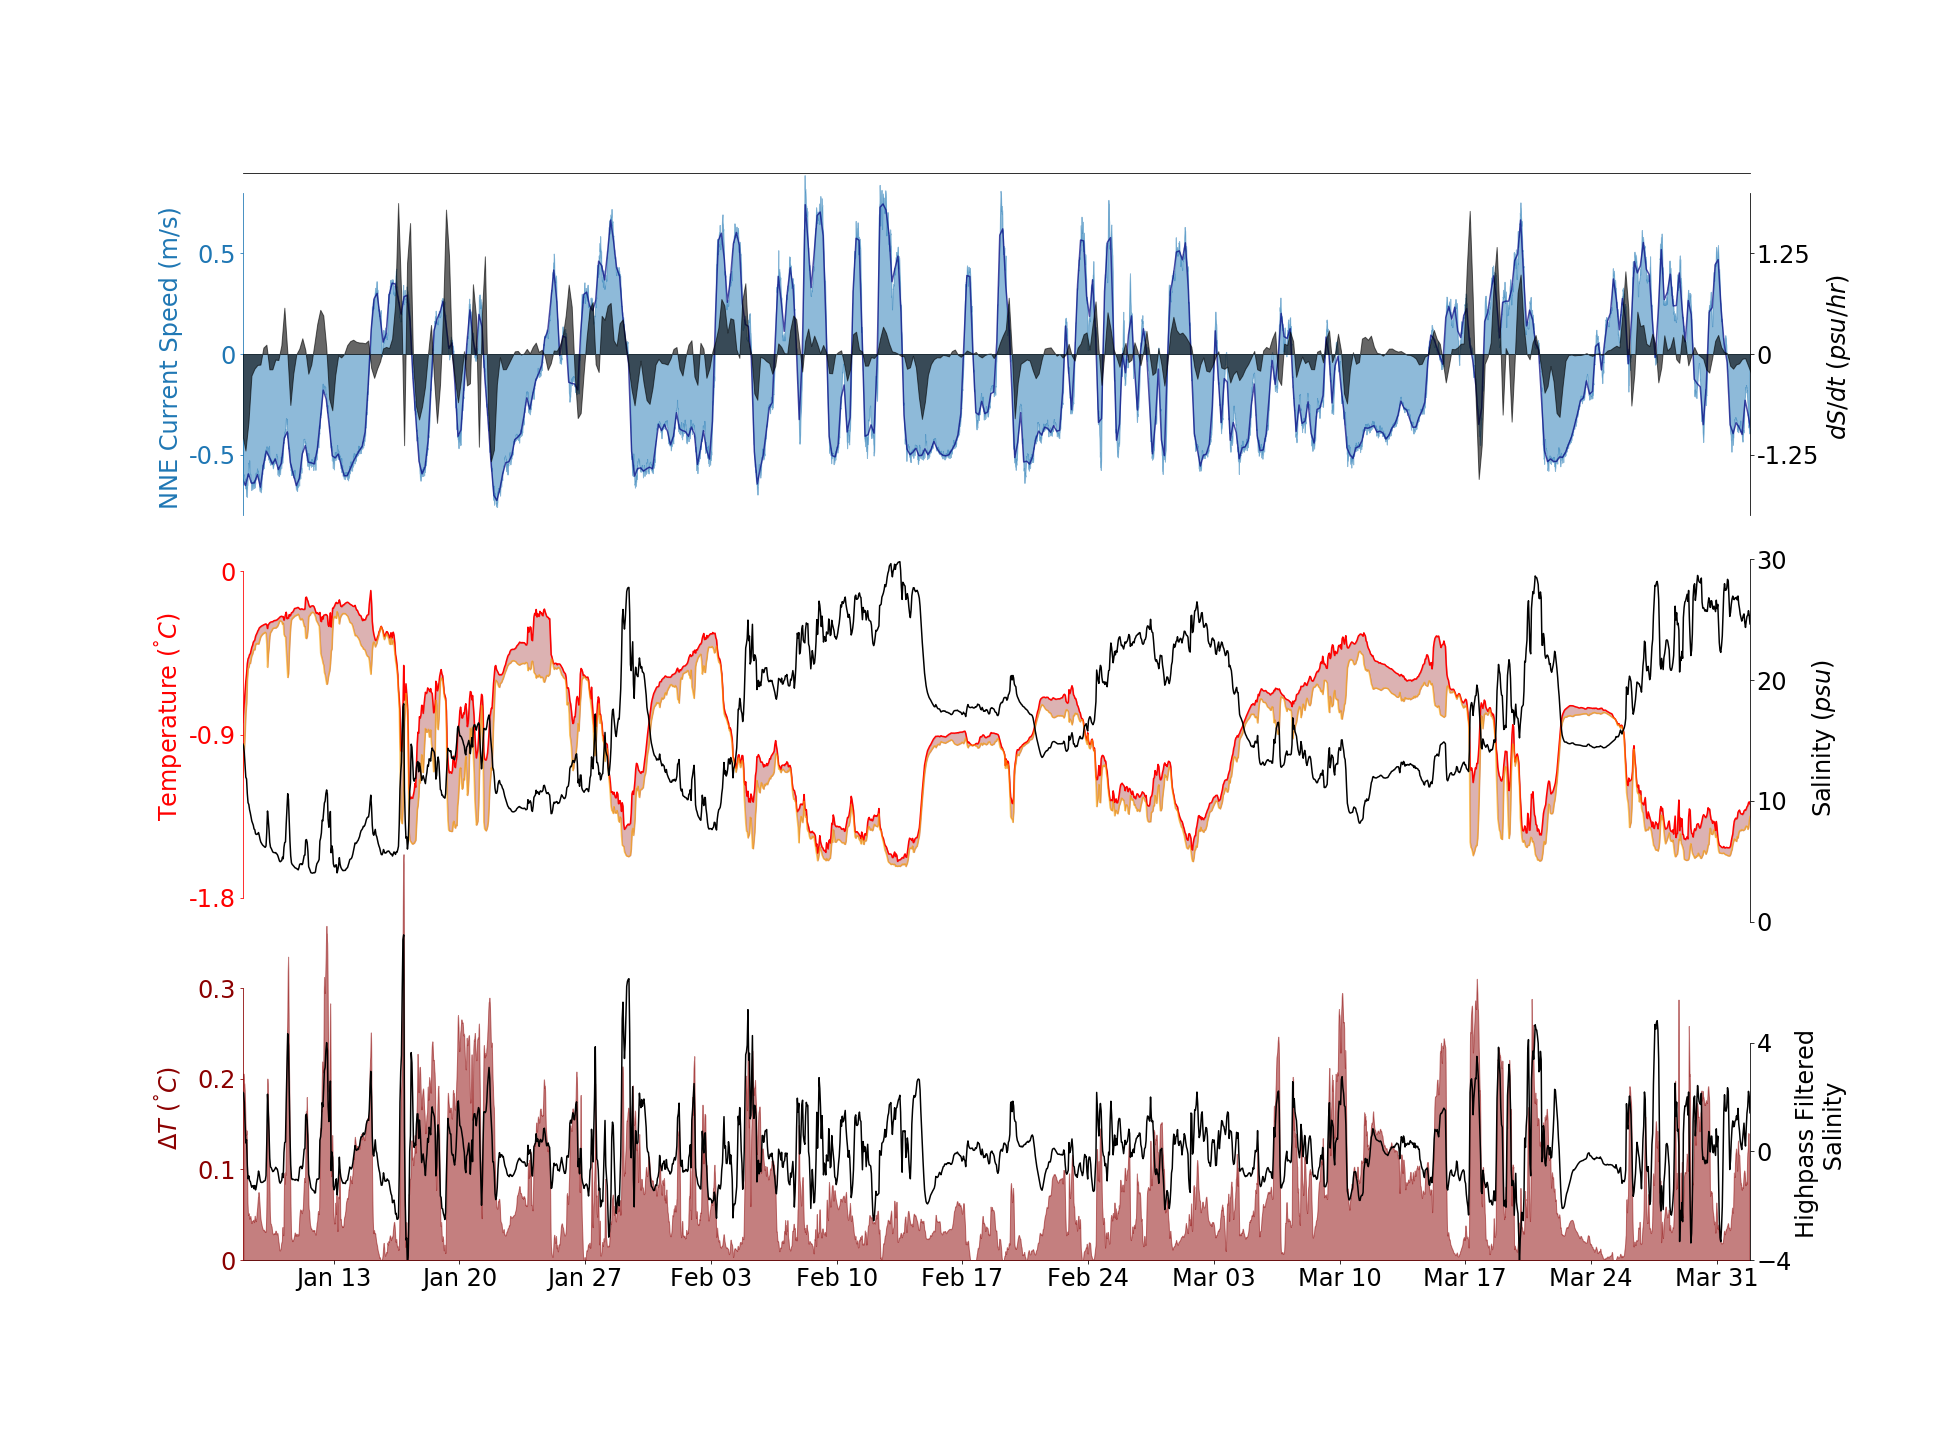 NNE Current Speed (m/s)
0.5
0
-0.5
1.25
0
-1.25
dS/dt (psu/hr)
Temperature (°C)
0
-0.9
-1.8
30
20
10
0
Salinity (psu)
ΔT (°C)
0.3
0.2
0.1
0
4
0
−4
Highpass Filtered
Salinity
Jan 13 Jan 20 Jan 27 Feb 03 Feb 10 Feb 17 Feb 24 Mar 03 Mar 10 Mar 17 Mar 24 Mar 31